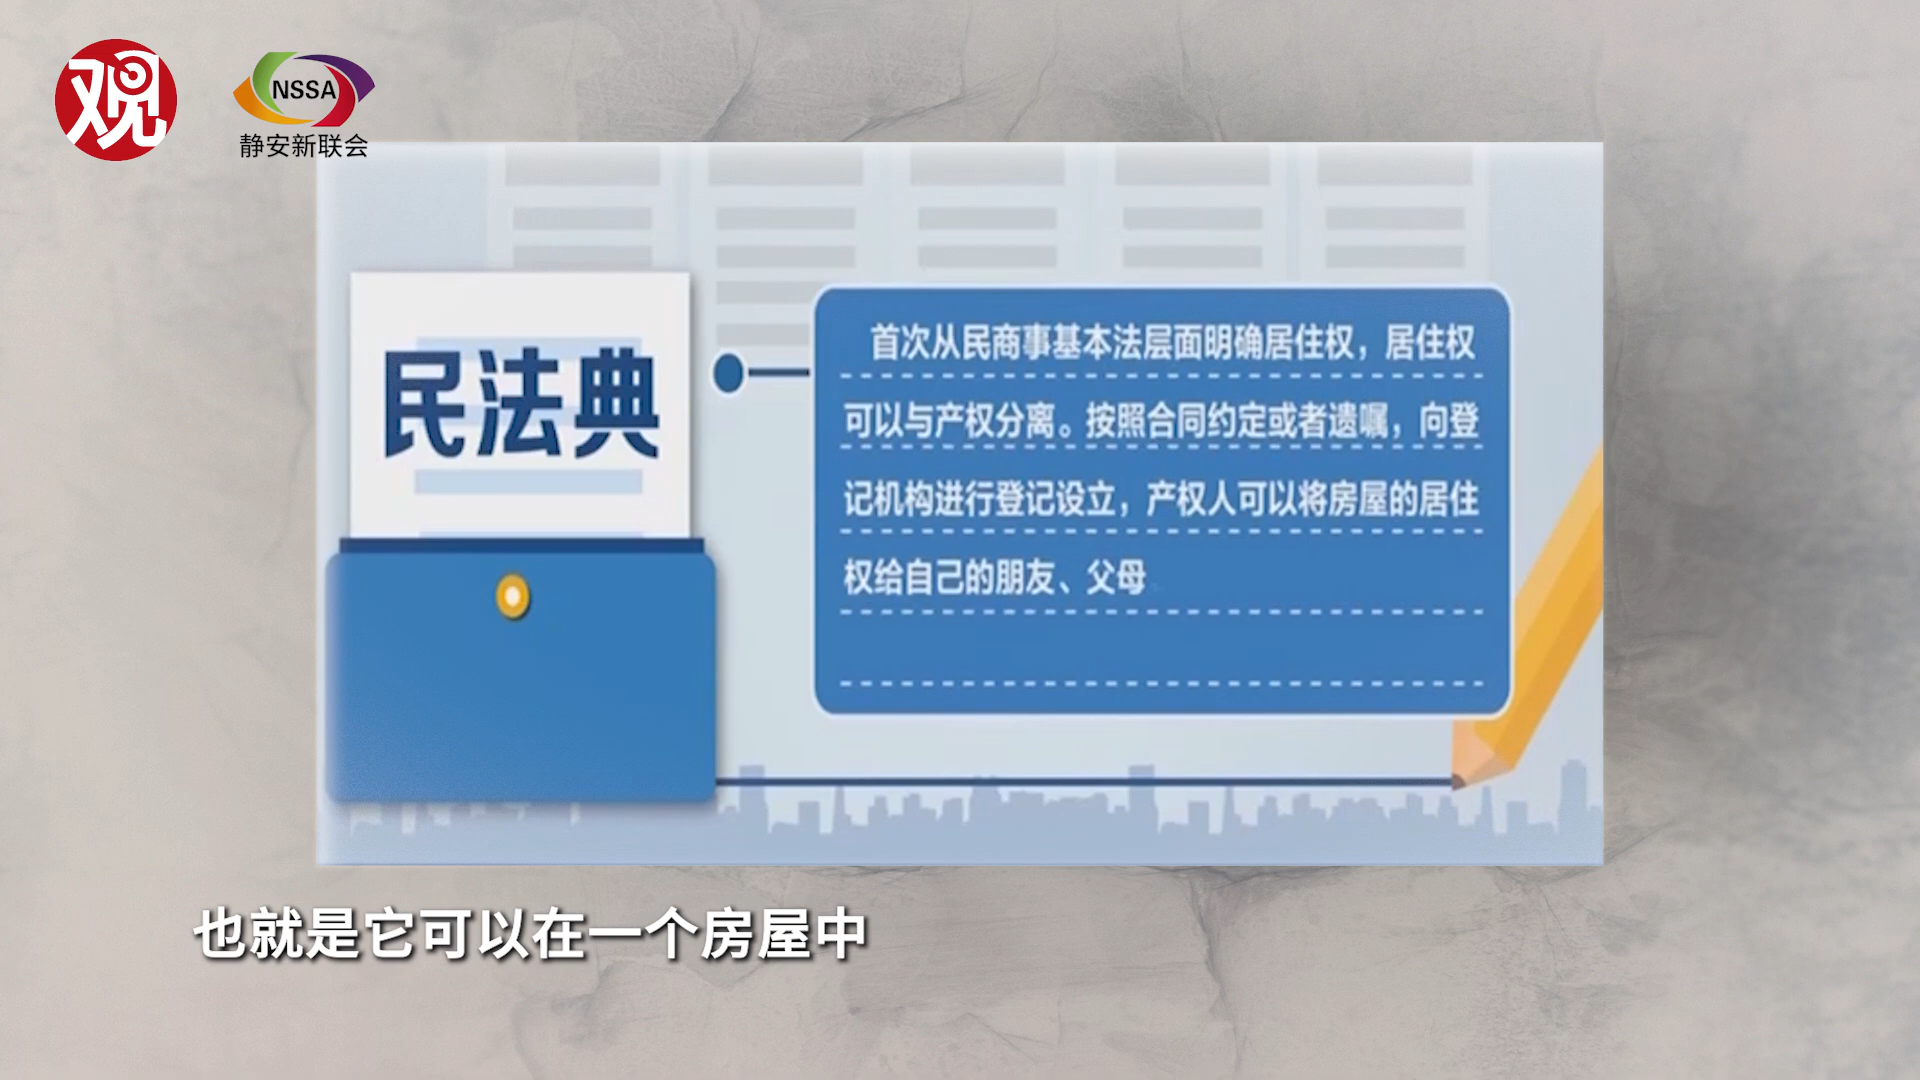 观
NSSA
静安新联会
民法典
首次从民商事基本法层面明确居住权，居住权
可以与产权分离。按照合同约定或者遗嘱，向登
记机构进行登记设立，产权人可以将房屋的居住
权给自己的朋友、父母
也就是它可以在一个房屋中